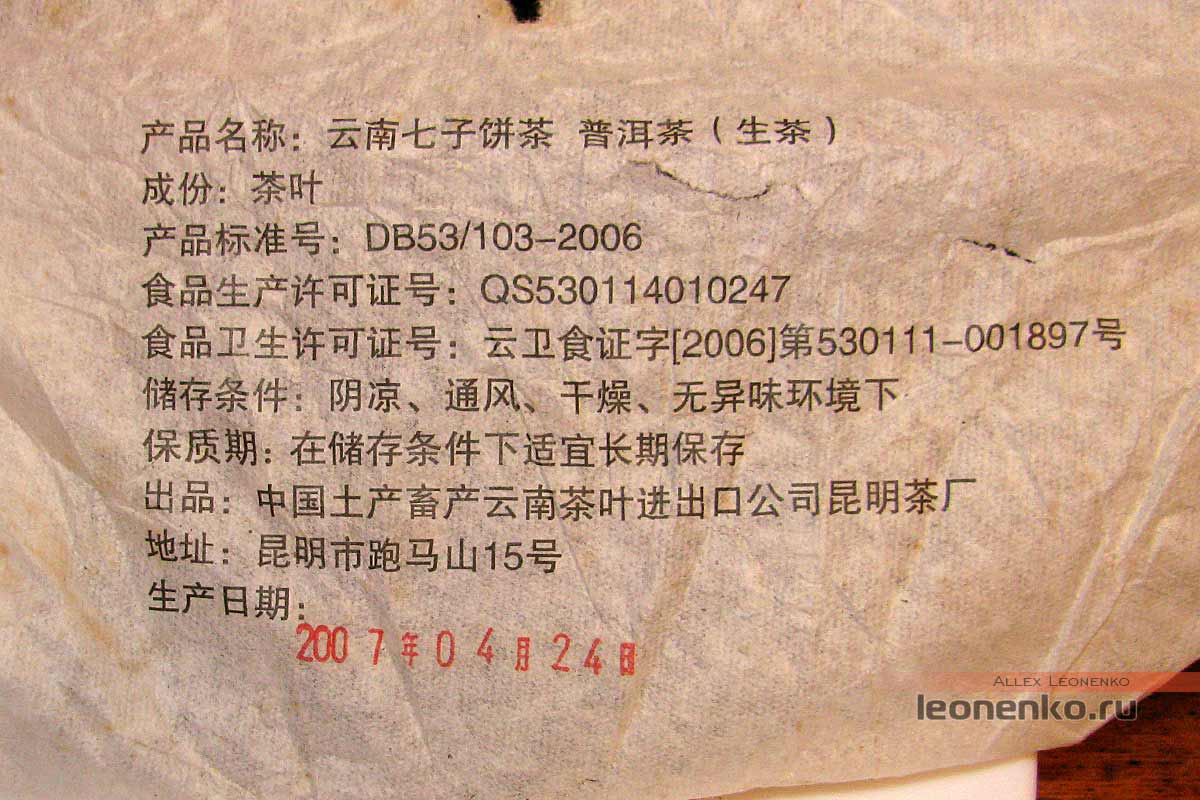 产品名称：云南七子饼茶 普洱茶（生茶）
成份：茶叶
产品标准号：DB53/103-2006
食品生产许可证号：QS530114010247
食品卫生许可证号：云卫食证字[2006]第530111-001897号
储存条件：阴凉、通风、干燥、无异味环境下
保质期：在储存条件下适宜长期保存
出品：中国土产畜产云南茶叶进出口公司昆明茶厂
地址：昆明市跑马山15号
生产日期：
2007年04月24日
ALLEX LEONENKO
leonenko.ru